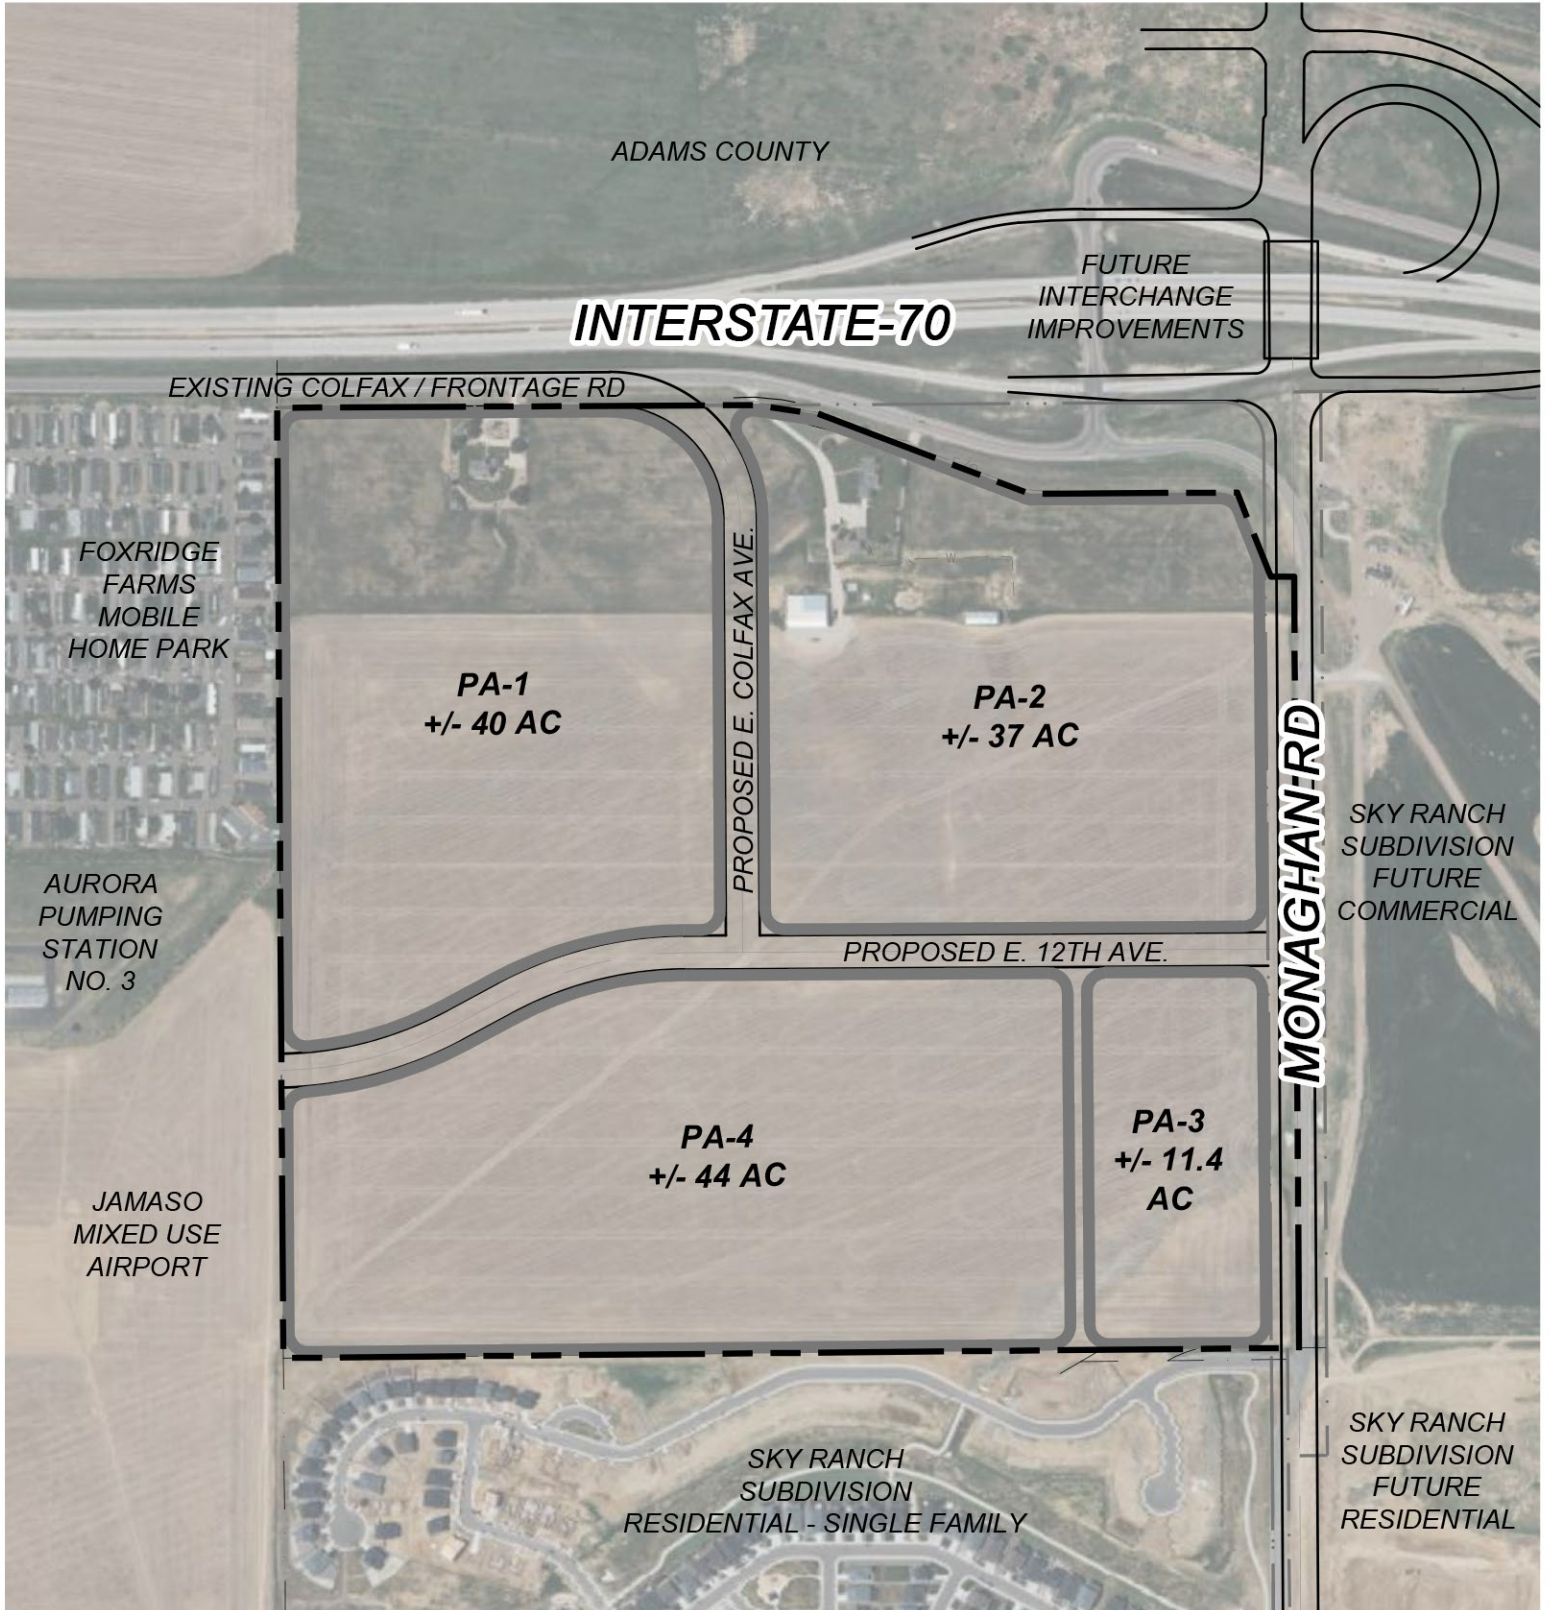 ADAMS COUNTY
FUTURE
INTERCHANGE
IMPROVEMENTS
INTERSTATE-70
EXISTING COLFAX / FRONTAGE RD
FOXRIDGE
FARMS
MOBILE
HOME PARK
PROPOSED E. COLFAX AVE.
W
PA-1
+/- 40 AC
PA-2
+/- 37 AC
MONAGHAN RD
SKY RANCH
SUBDIVISION
FUTURE
COMMERCIAL
AURORA
PUMPING
STATION
NO. 3
PROPOSED E. 12TH AVE.
PA-4
+/- 44 AC
PA-3
+/- 11.4
AC
JAMASO
MIXED USE
AIRPORT
SKY RANCH
SUBDIVISION
RESIDENTIAL - SINGLE FAMILY
SKY RANCH
SUBDIVISION
FUTURE
RESIDENTIAL